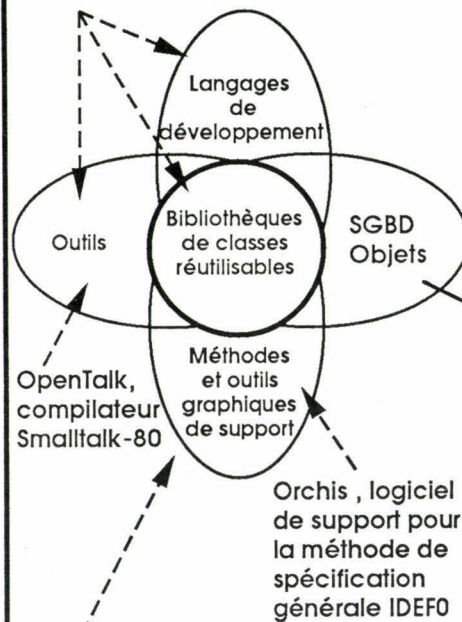 Langages
de
développement
Outils
Bibliothèques
de classes
réutilisables
SGBD
Objets
Méthodes
et outils
graphiques
de support
OpenTalk,
compilateur
Smalltalk-80
Orchis , logiciel
de support pour
la méthode de
spécification
générale IDEF0